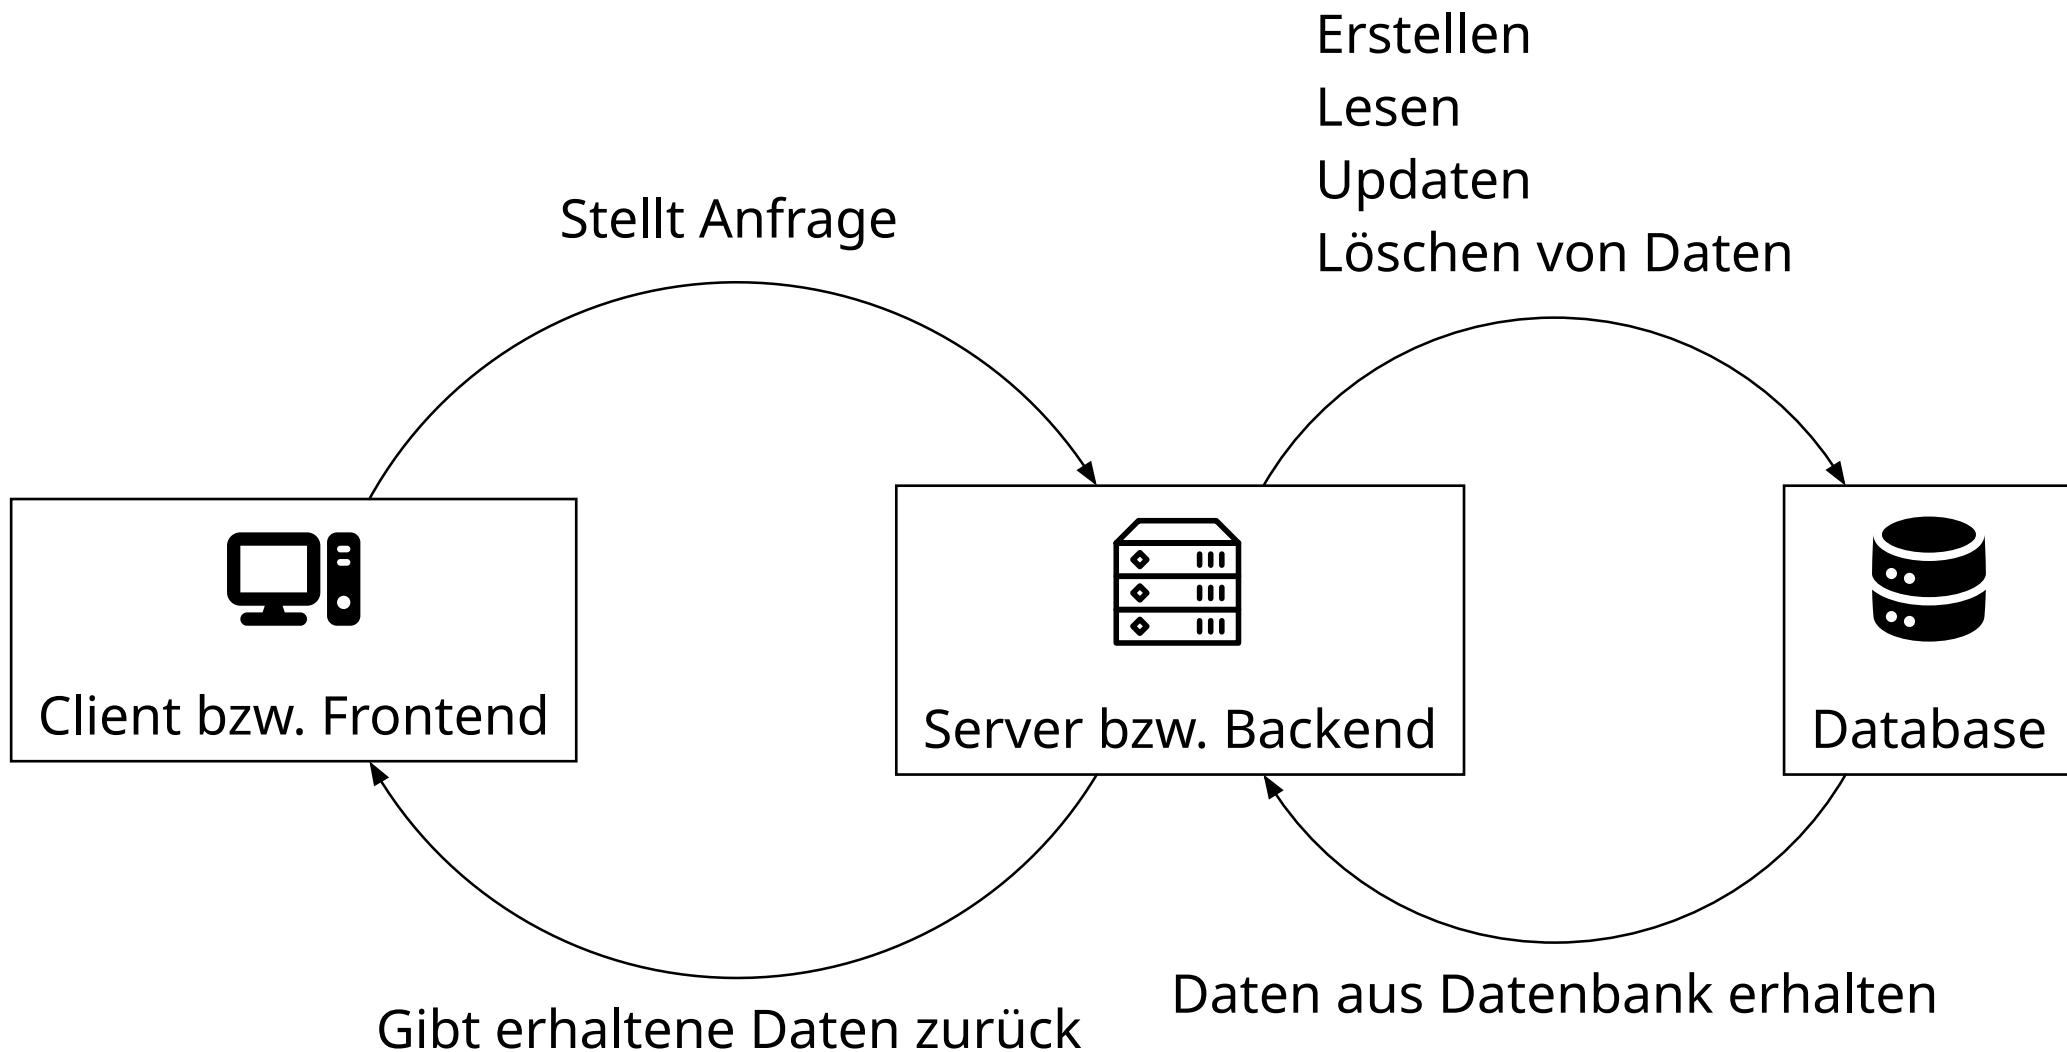 Erstellen
Lesen
Updaten
Löschen von Daten
Stellt Anfrage
Client bzw. Frontend
Server bzw. Backend
Database
Daten aus Datenbank erhalten
Gibt erhaltene Daten zurück